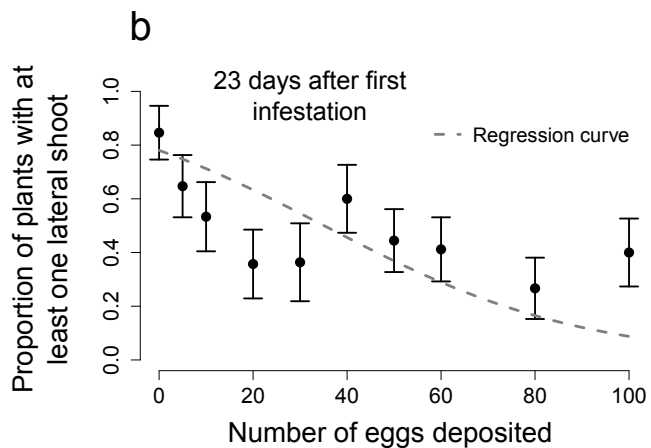 b
23 days after first
infestation
Regression curve
Proportion of plants with at
least one lateral shoot
1.0
0.8
0.6
0.4
0.2
0.0
0 20 40 60 80 100
Number of eggs deposited